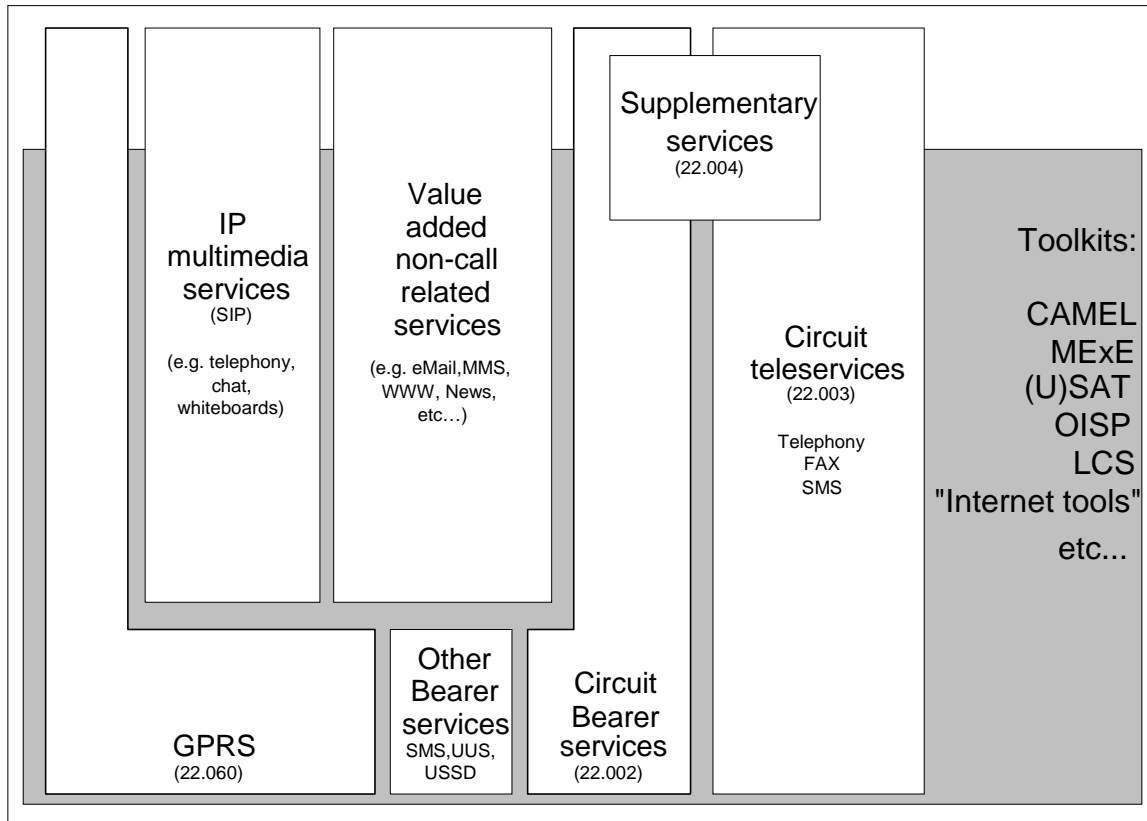 Supplementary
services
(22.004)
IP
multimedia
services
(SIP)
(e.g. telephony,
chat,
whiteboards)
Value
added
non-call
related
services
(e.g. eMail,MMS,
WWW, News,
etc…)
Circuit
teleservices
(22.003)
Telephony
FAX
SMS
Toolkits:
CAMEL
MExE
(U)SAT
OISP
LCS
"Internet tools"
etc...
GPRS
(22.060)
Other
Bearer
services
SMS,UUS,
USSD
Circuit
Bearer
services
(22.002)